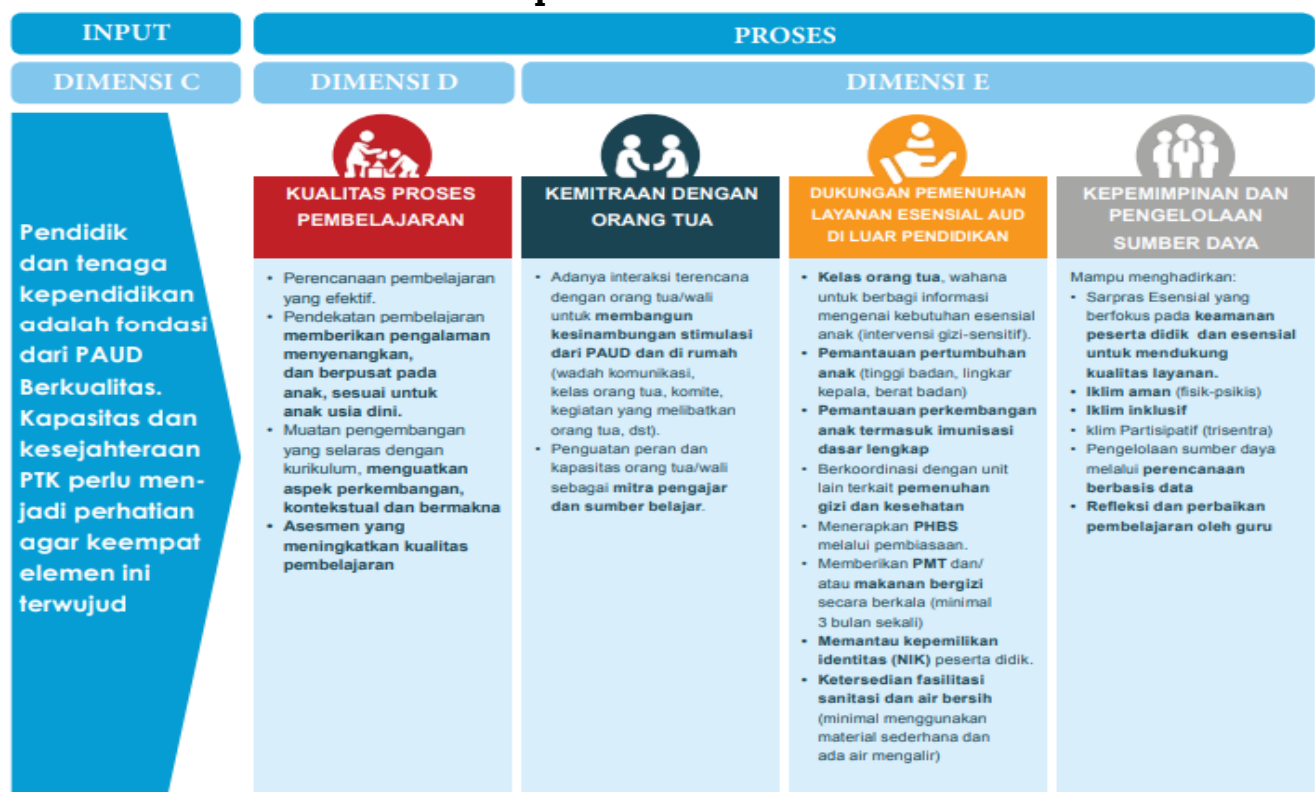 INPUT
PROSES
DIMENSI C
DIMENSI D
DIMENSI E
Pendidik
dan tenaga
kependidikan
adalah fondasi
dari PAUD
Berkualitas.
Kapasitas dan
kesejahteraan
PTK perlu men-
jadi perhatian
agar keempat
elemen ini
terwujud
KUALITAS PROSES
PEMBELAJARAN
• Perencanaan pembelajaran
yang efektif.
• Pendekatan pembelajaran
memberikan pengalaman
menyenangkan,
dan berpusat pada
anak, sesuai untuk
anak usia dini.
• Muatan pengembangan
yang selaras dengan
kurikulum, menguatkan
aspek perkembangan,
kontekstual dan bermakna
• Asesmen yang
meningkatkan kualitas
pembelajaran
KEMITRAAN DENGAN
ORANG TUA
• Adanya interaksi terencana
dengan orang tua/wali
untuk membangun
kesinambungan stimulasi
dari PAUD dan di rumah
(wadah komunikasi,
kelas orang tua, komite,
kegiatan yang melibatkan
orang tua, dst).
• Penguatan peran dan
kapasitas orang tua/wali
sebagai mitra pengajar
dan sumber belajar.
DUKUNGAN PEMENUHAN
LAYANAN ESENSIAL AUD
DI LUAR PENDIDIKAN
• Kelas orang tua, wahana
untuk berbagi informasi
mengenai kebutuhan esensial
anak (intervensi gizi-sensitif).
• Pemantauan pertumbuhan
anak (tinggi badan, lingkar
kepala, berat badan)
• Pemantauan perkembangan
anak termasuk imunisasi
dasar lengkap
• Berkoordinasi dengan unit
lain terkait pemenuhan
gizi dan kesehatan
• Menerapkan PHBS
melalui pembiasaan.
• Memberikan PMT dan/
atau makanan bergizi
secara berkala (minimal
3 bulan sekali)
• Memantau kepemilikan
identitas (NIK) peserta didik.
• Ketersedian fasilitasi
sanitasi dan air bersih
(minimal menggunakan
material sederhana dan
ada air mengalir)
KEPEMIMPINAN DAN
PENGELOLAAN
SUMBER DAYA
Mampu menghadirkan:
• Sarpras Esensial yang
berfokus pada keamanan
peserta didik dan esensial
untuk mendukung
kualitas layanan.
• Iklim aman (fisik-psikis)
• Iklim inklusif
• klim Partisipatif (trisentra)
• Pengelolaan sumber daya
melalui perencanaan
berbasis data
• Refleksi dan perbaikan
pembelajaran oleh guru